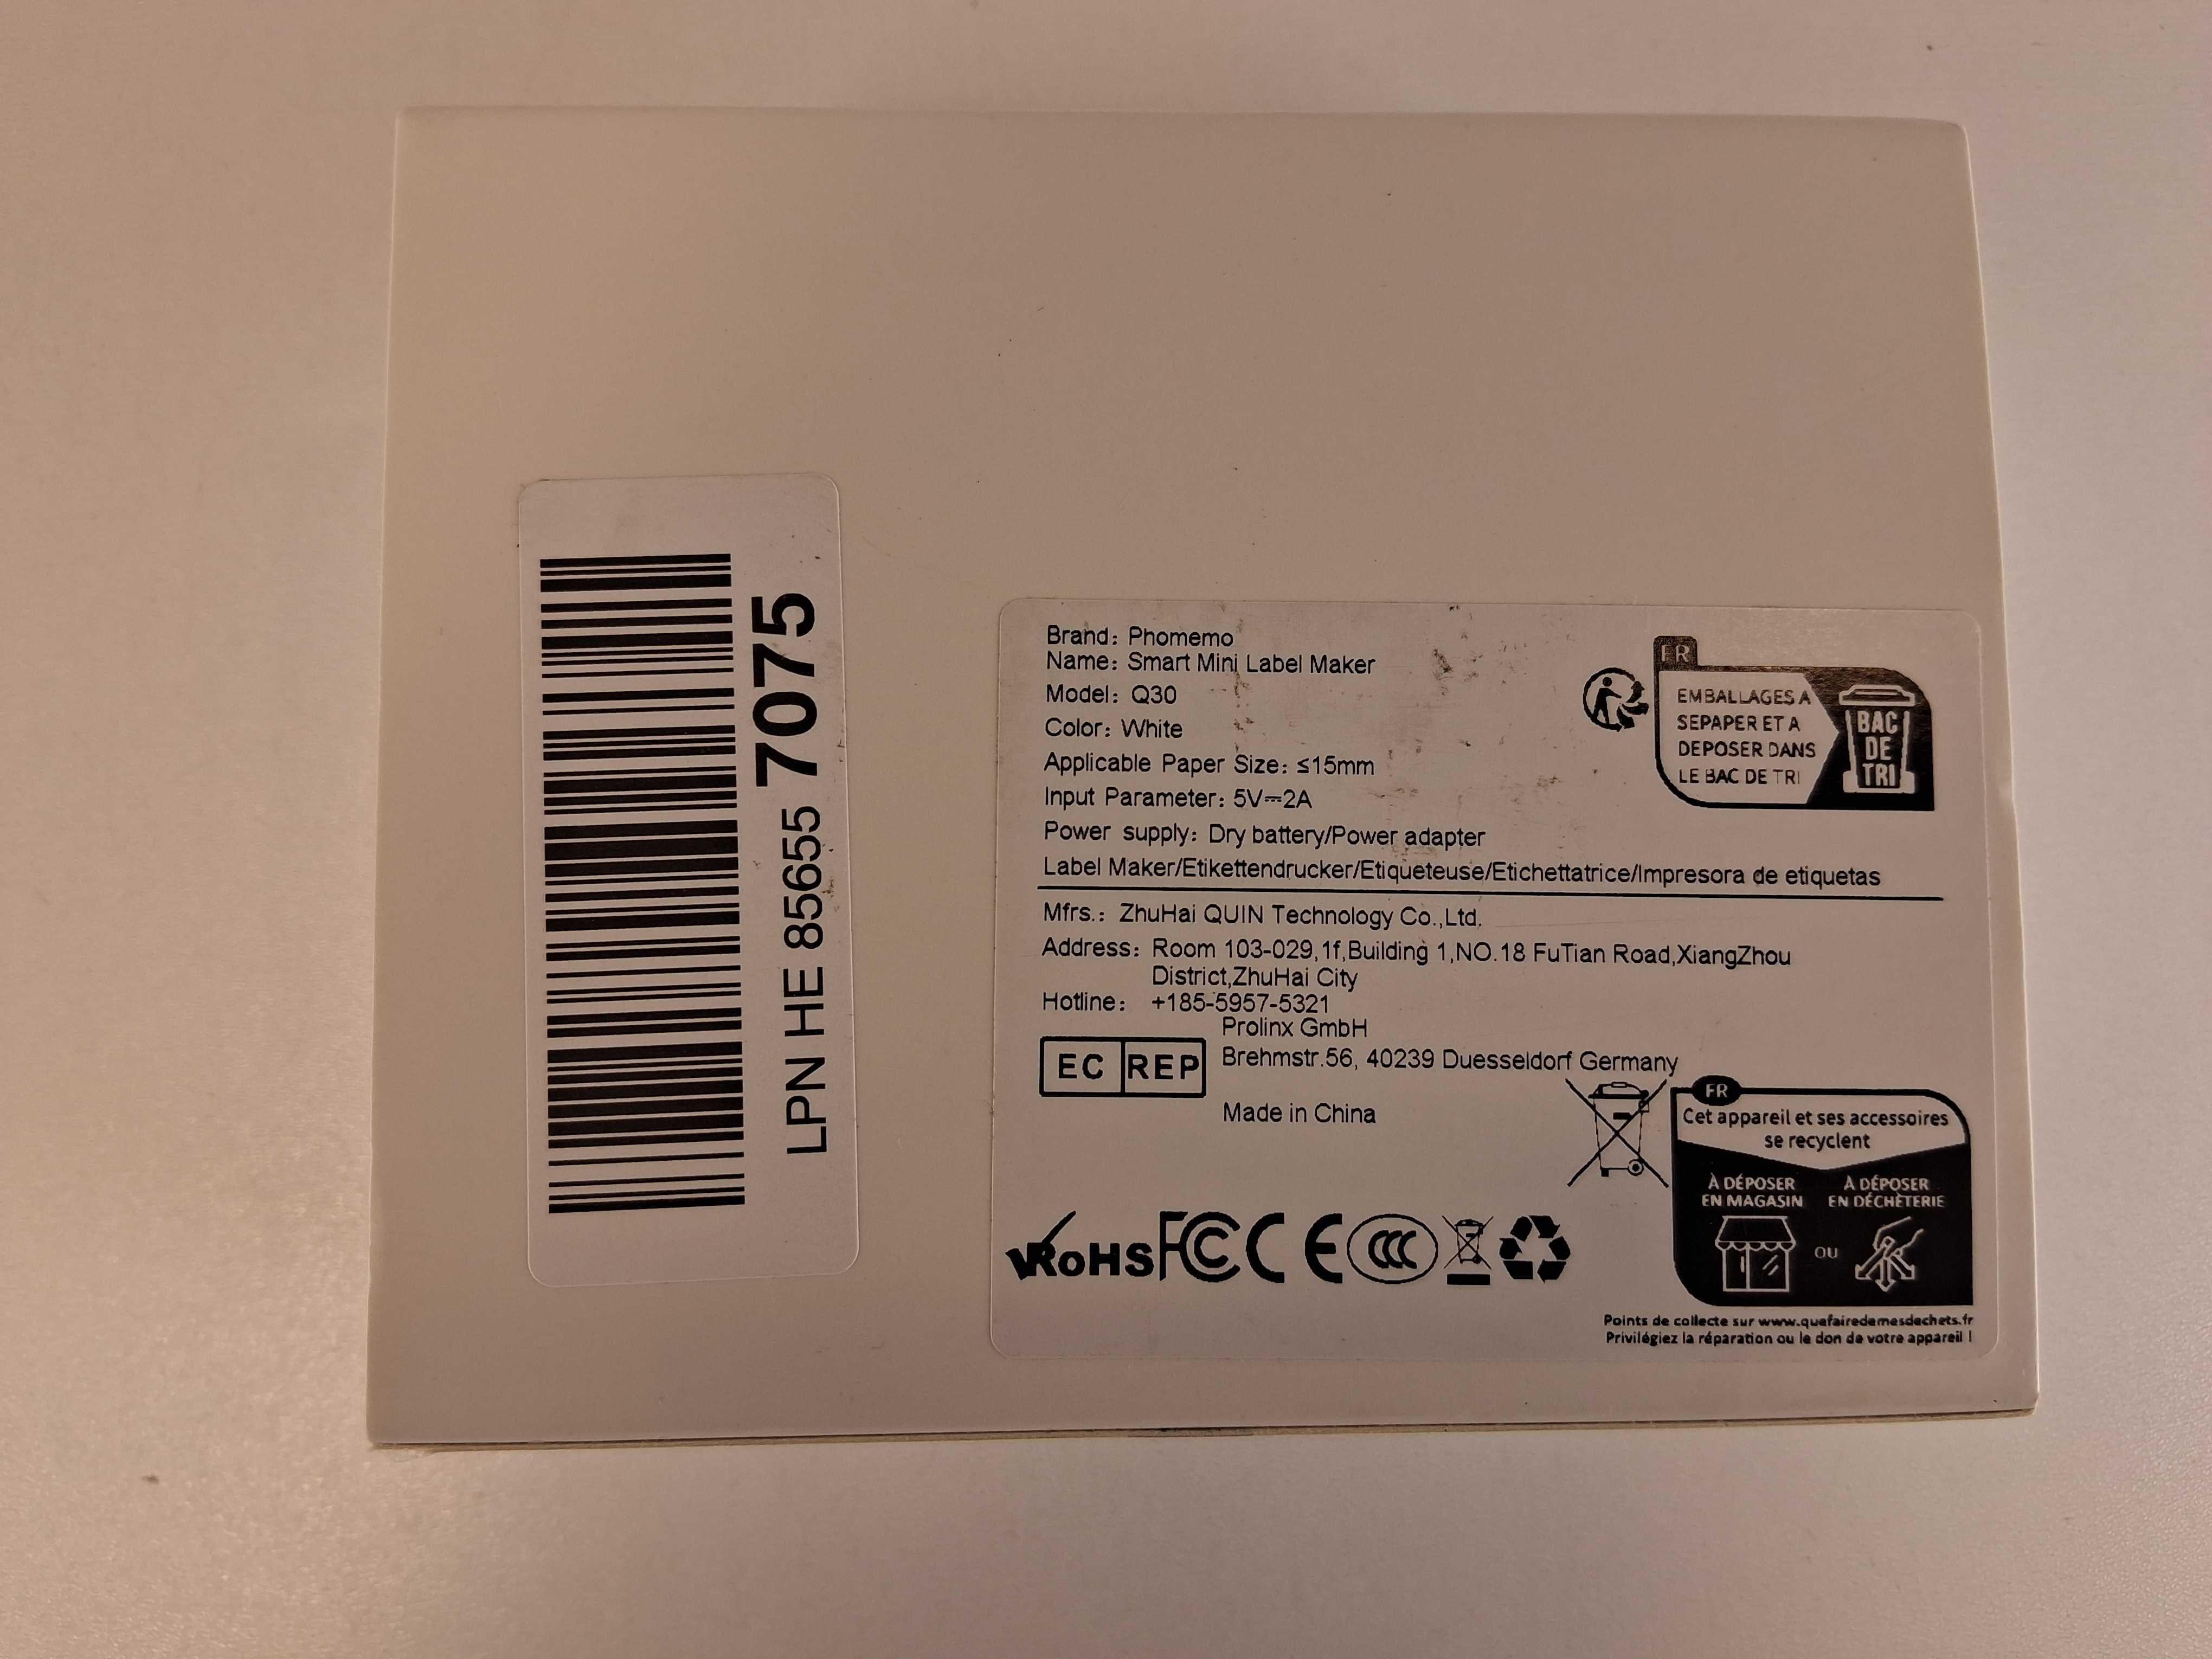 LPN HE 85655 7075
Brand: Phomemo
Name: Smart Mini Label Maker
Model: Q30
Color: White
Applicable Paper Size: ≤15mm
Input Parameter: 5V⎓2A
Power supply: Dry battery/Power adapter
Label Maker/Etikettendrucker/Etiqueteuse/Etichettatrice/Impresora de etiquetas
FR
EMBALLAGES A
SEPAPER ET A
DEPOSER DANS
LE BAC DE TRI
BAC
DE
TRI
Mfrs.: ZhuHai QUIN Technology Co.,Ltd.
Address: Room 103-029,1f,Building 1,NO.18 FuTian Road,XiangZhou
District,ZhuHai City
Hotline: +185-5957-5321
EC REP
Prolinx GmbH
Brehmstr.56, 40239 Duesseldorf Germany
Made in China
RoHS FC CE CCC
FR
Cet appareil et ses accessoires
se recyclent
À DÉPOSER
EN MAGASIN
OU
À DÉPOSER
EN DÉCHÈTERIE
Points de collecte sur www.quefairedemesdechets.fr
Privilégiez la réparation ou le don de votre appareil !